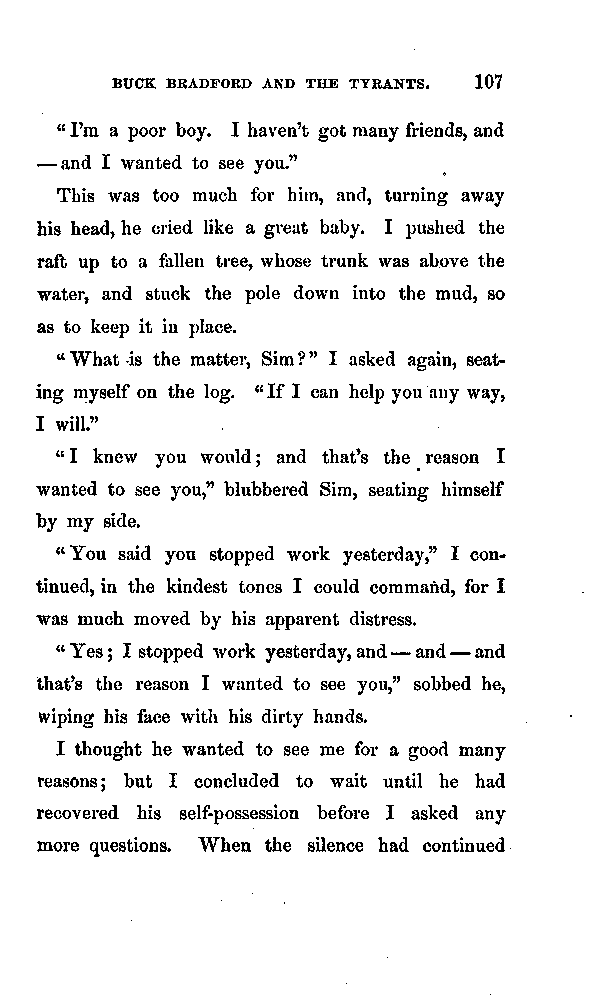 BUCK BRADFORD AND THE TYRANTS. 107
“I’m a poor boy. I haven’t got many friends, and
—and I wanted to see you.”
This was too much for him, and, turning away
his head, he cried like a great baby. I pushed the
raft up to a fallen tree, whose trunk was above the
water, and stuck the pole down into the mud, so
as to keep it in place.
“What is the matter, Sim?” I asked again, seat-
ing myself on the log. “If I can help you any way,
I will.”
“I knew you would; and that’s the reason I
wanted to see you,” blubbered Sim, seating himself
by my side.
“You said you stopped work yesterday,” I con-
tinued, in the kindest tones I could command, for I
was much moved by his apparent distress.
“Yes; I stopped work yesterday, and—and—and
that’s the reason I wanted to see you,” sobbed he,
wiping his face with his dirty hands.
I thought he wanted to see me for a good many
reasons; but I concluded to wait until he had
recovered his self-possession before I asked any
more questions. When the silence had continued